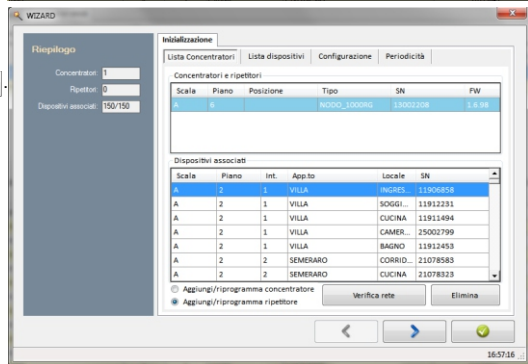 WIZARD
Riepilogo
Concentratori: 1
Ripetitori: 0
Dispositivi associati: 150/150
Inizializzazione
Lista Concentratori Lista dispositivi Configurazione Periodicità
Concentratori e ripetitori
Scala Piano Posizione Tipo SN FW
A 6 NODO_1000RG 13002208 1.6.98
Dispositivi associati
Scala Piano Int. App.to Locale SN
A 2 1 VILLA INGRES... 11906858
A 2 1 VILLA SOGGI... 11912231
A 2 1 VILLA CUCINA 11911494
A 2 1 VILLA CAMER... 25002799
A 2 1 VILLA BAGNO 11912453
A 2 2 SEMERARO CORRID... 21078583
A 2 2 SEMERARO CUCINA 21078323
Aggiungi/riprogramma concentratore
Aggiungi/riprogramma ripetitore
Verifica rete Elimina
16:57:16